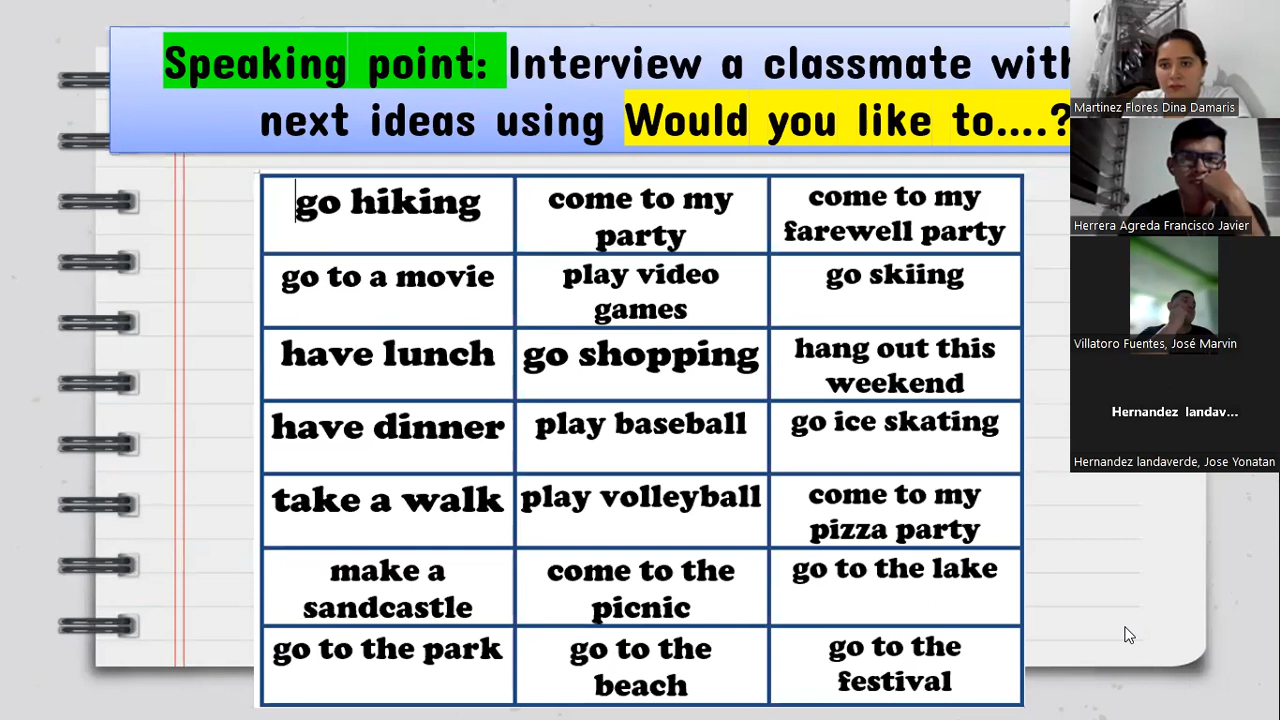 Speaking point: Interview a classmate with
next ideas using Would you like to....?
go hiking
come to my
party
come to my
farewell party
go to a movie
play video
games
go skiing
have lunch
go shopping
hang out this
weekend
have dinner
play baseball
go ice skating
take a walk
play volleyball
come to my
pizza party
make a
sandcastle
come to the
picnic
go to the lake
go to the park
go to the
beach
go to the
festival
Martinez Flores Dina Damaris
Herrera Agreda Francisco Javier
Villatoro Fuentes, José Marvin
Hernandez landav...
Hernandez landaverde, Jose Yonatan